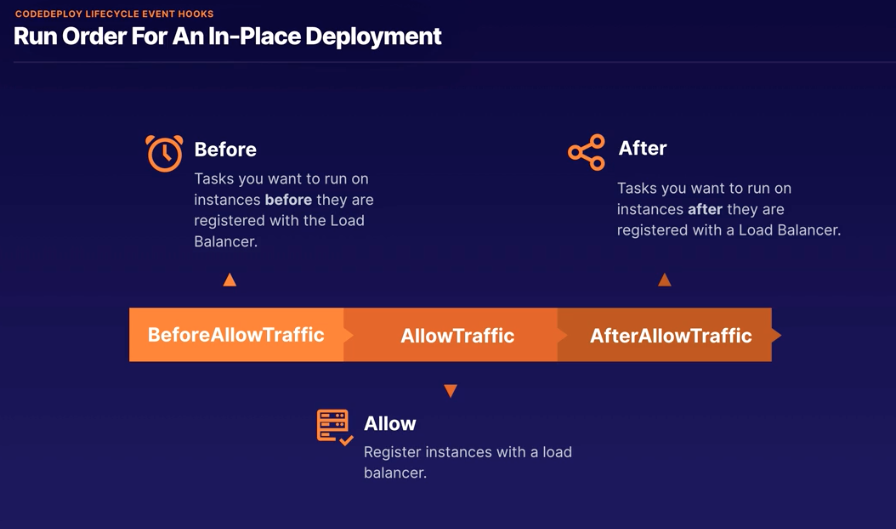 CODEDEPLOY LIFECYCLE EVENT HOOKS
Run Order For An In-Place Deployment
Before
Tasks you want to run on
instances before they are
registered with the Load
Balancer.
After
Tasks you want to run on
instances after they are
registered with a Load Balancer.
BeforeAllowTraffic
AllowTraffic
AfterAllowTraffic
Allow
Register instances with a load
balancer.